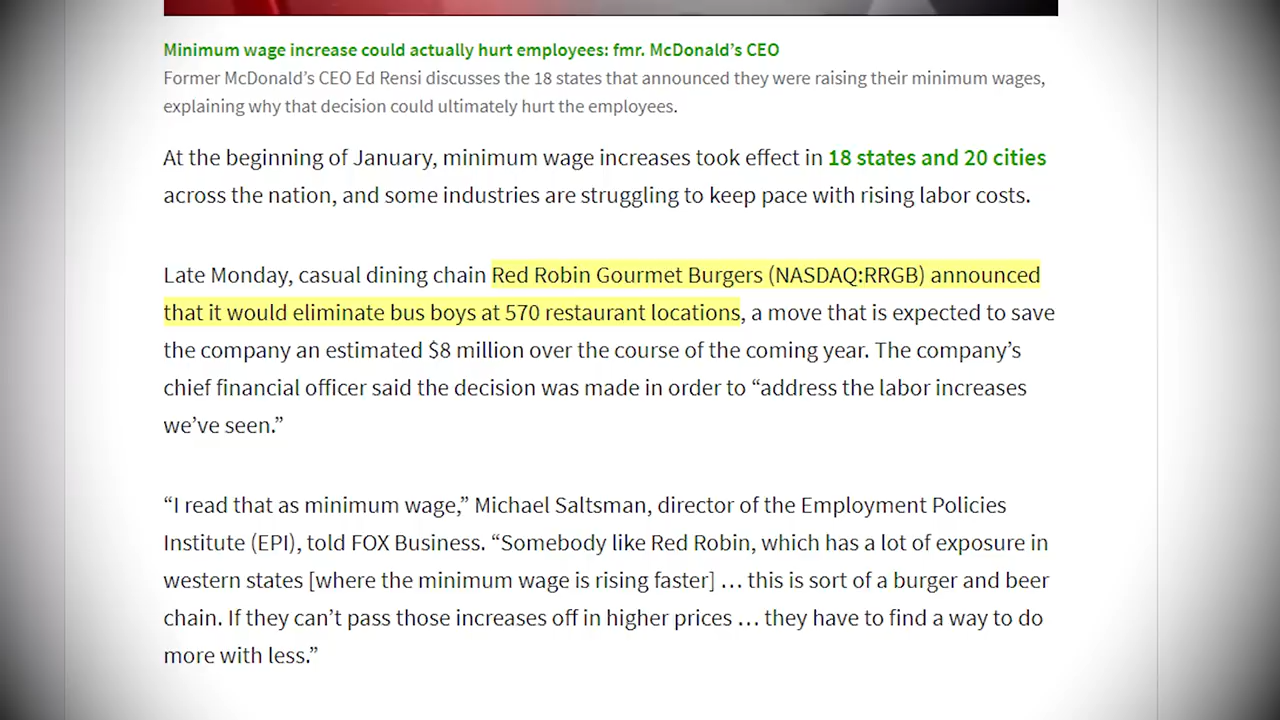 Minimum wage increase could actually hurt employees: fmr. McDonald’s CEO
Former McDonald’s CEO Ed Rensi discusses the 18 states that announced they were raising their minimum wages,
explaining why that decision could ultimately hurt the employees.
At the beginning of January, minimum wage increases took effect in 18 states and 20 cities
across the nation, and some industries are struggling to keep pace with rising labor costs.
Late Monday, casual dining chain Red Robin Gourmet Burgers (NASDAQ:RRGB) announced
that it would eliminate bus boys at 570 restaurant locations, a move that is expected to save
the company an estimated $8 million over the course of the coming year. The company’s
chief financial officer said the decision was made in order to “address the labor increases
we’ve seen.”
“I read that as minimum wage,” Michael Saltsman, director of the Employment Policies
Institute (EPI), told FOX Business. “Somebody like Red Robin, which has a lot of exposure in
western states [where the minimum wage is rising faster] … this is sort of a burger and beer
chain. If they can’t pass those increases off in higher prices … they have to find a way to do
more with less.”